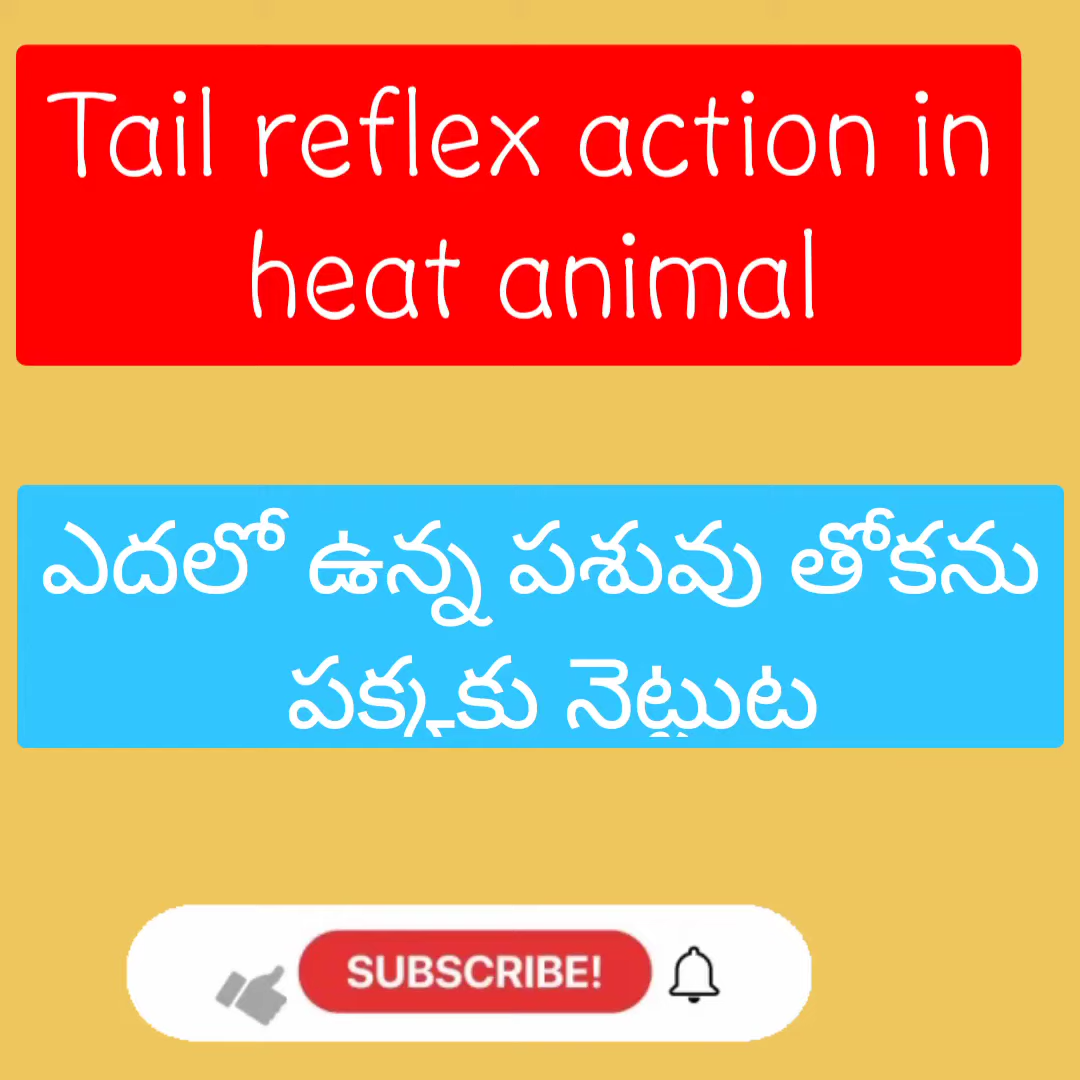 Tail reflex action in
heat animal
ఎదలో ఉన్న పశువు తోకను
పక్కకు నెట్టుట
SUBSCRIBE!